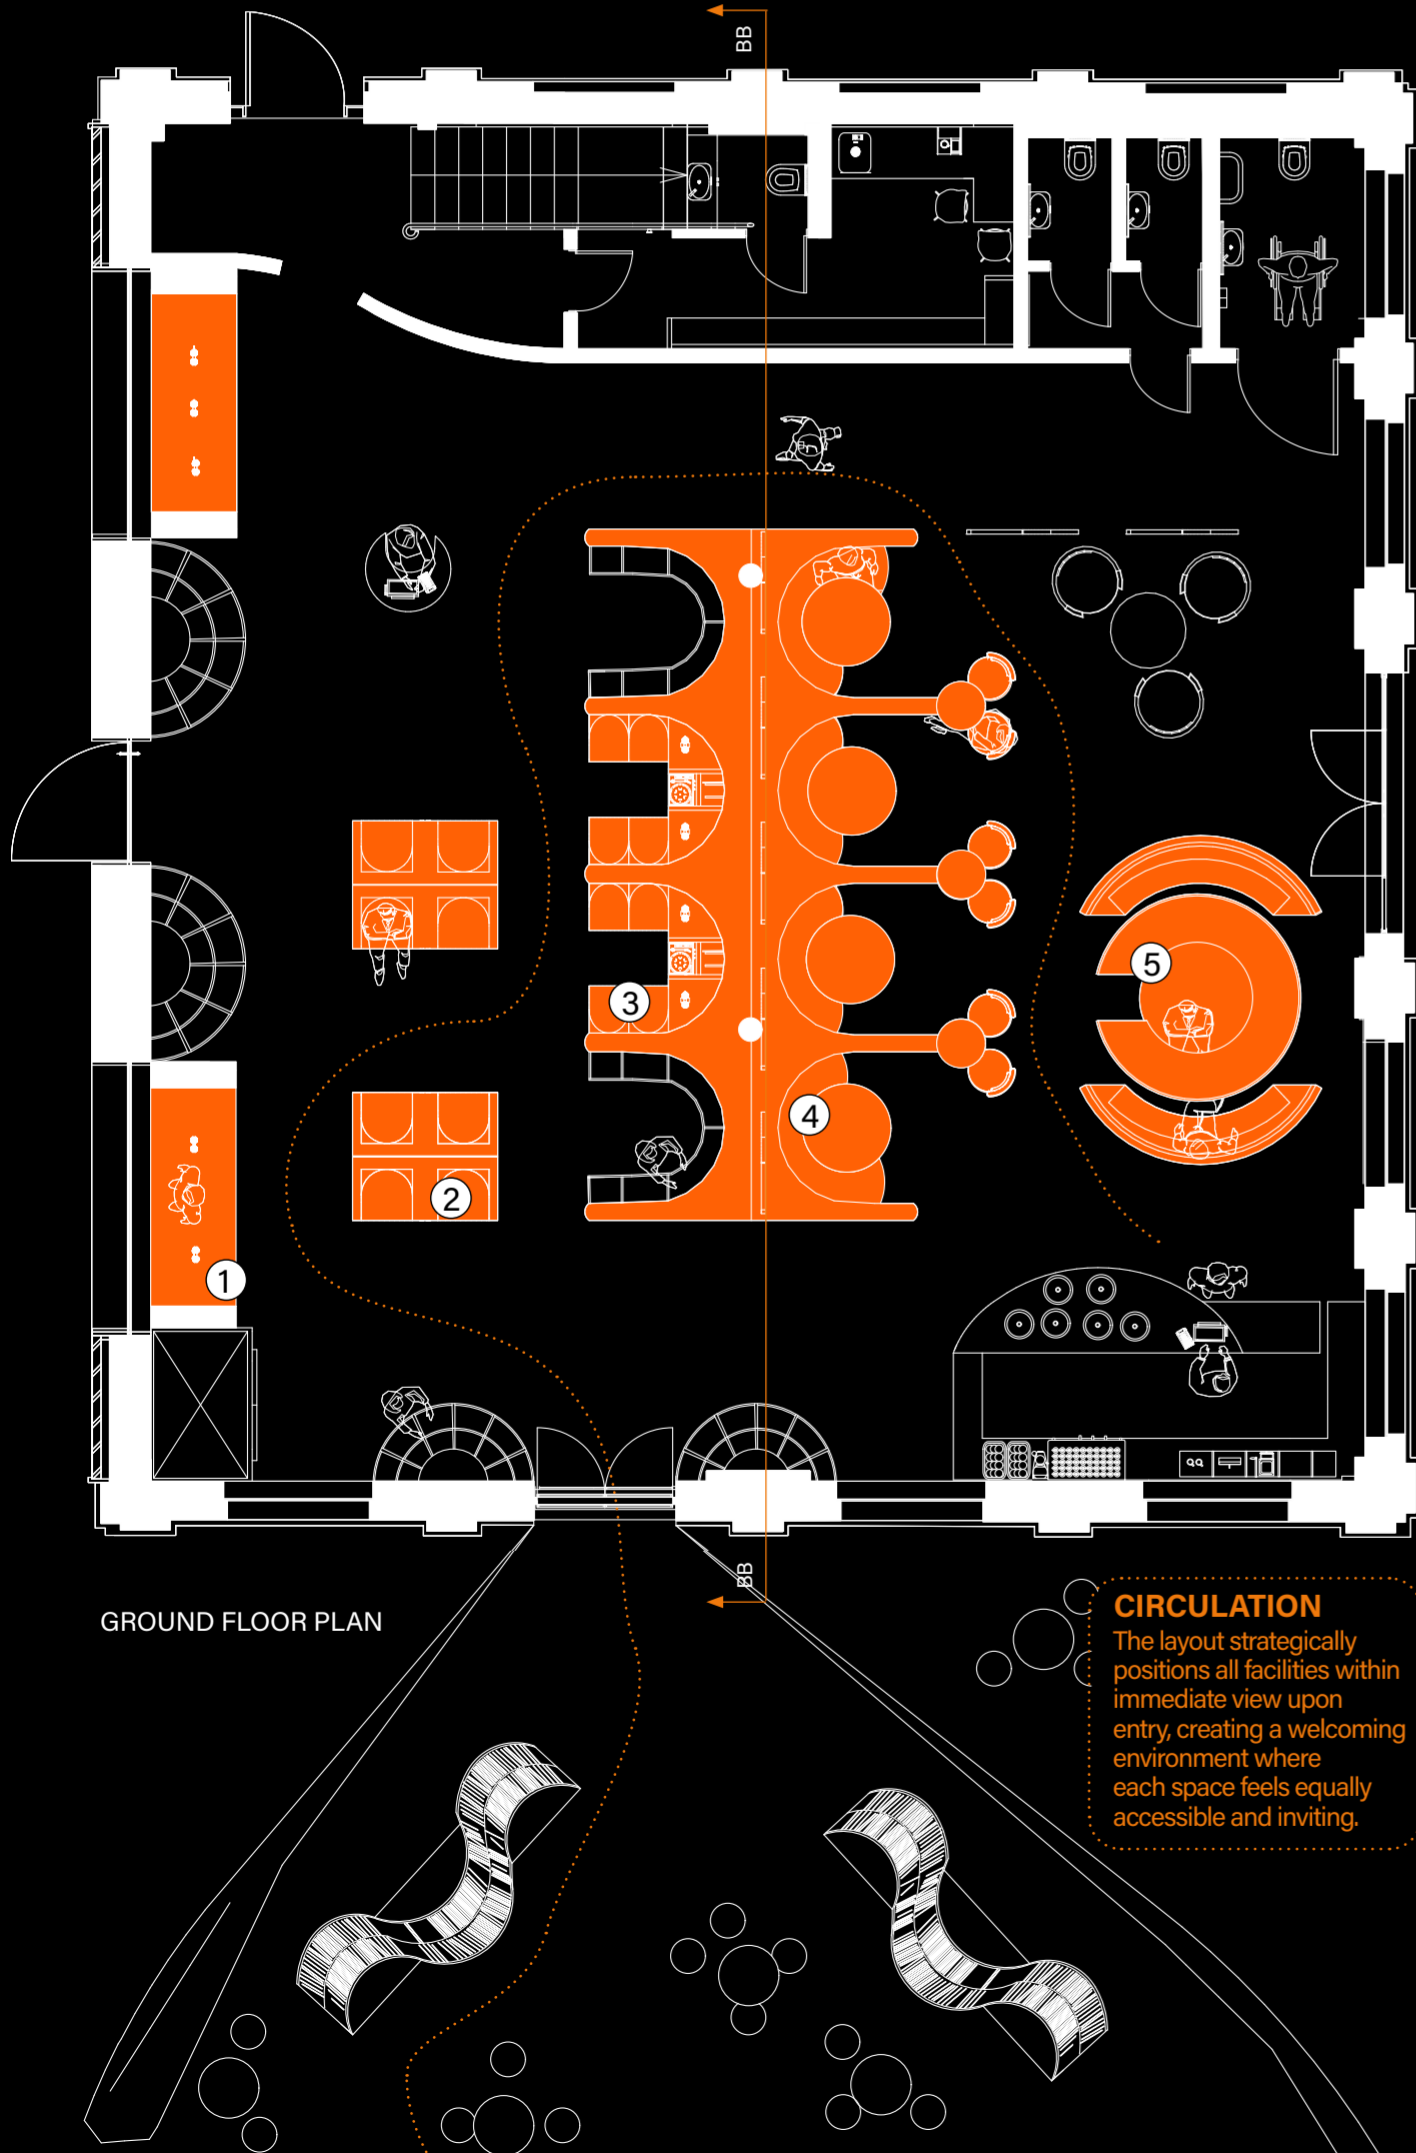 BB
3
5
4
2
1
BB
GROUND FLOOR PLAN
CIRCULATION
The layout strategically
positions all facilities within
immediate view upon
entry, creating a welcoming
environment where
each space feels equally
accessible and inviting.